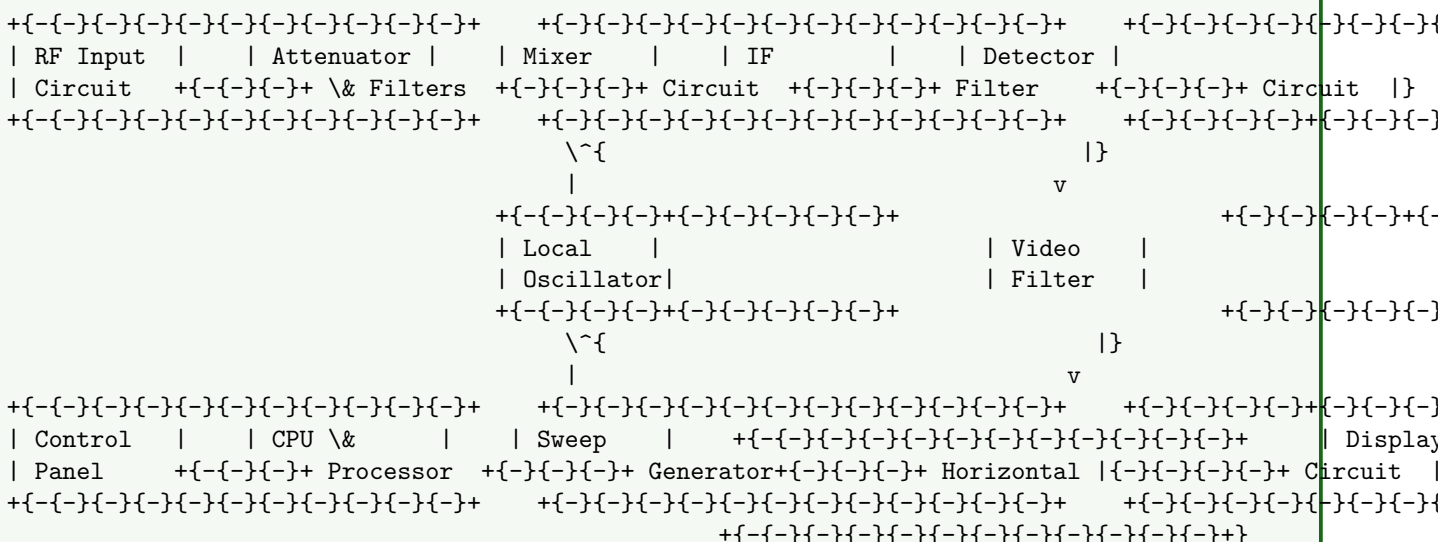 +{-{-}{-}{-}{-}{-}{-}{-}{-}{-}+    +{-}{-}{-}{-}{-}{-}{-}{-}{-}{-}{-}+    +{-}{-}{-}{-}{-}{-}{-}{
| RF Input  |    | Attenuator |    | Mixer     |    | IF        |    | Detector |
| Circuit   +{-{-}{-}+ \& Filters  +{-}{-}{-}+ Circuit  +{-}{-}{-}+ Filter    +{-}{-}{-}+ Circuit  |}
+{-{-}{-}{-}{-}{-}{-}{-}{-}{-}+    +{-}{-}{-}{-}{-}{-}{-}{-}{-}{-}{-}+    +{-}{-}{-}{-}+{-}{-}{-}
\^{                                  |}
|                                  v
+{-{-}{-}{-}+{-}{-}{-}{-}{-}+                       +{-}{-}{-}{-}+{-
| Local     |                       | Video     |
| Oscillator|                       | Filter    |
+{-{-}{-}{-}+{-}{-}{-}{-}{-}+                       +{-}{-}{-}{-}{-}
\^{                                   |}
|                                   v
+{-{-}{-}{-}{-}{-}{-}{-}{-}{-}+    +{-}{-}{-}{-}{-}{-}{-}{-}{-}{-}{-}+    +{-}{-}{-}{-}+{-}{-}{-}
| Control   |    | CPU \&      |    | Sweep     |    +{-{-}{-}{-}{-}{-}{-}{-}{-}{-}+     | Display
| Panel     +{-{-}{-}+ Processor  +{-}{-}{-}+ Generator+{-}{-}{-}+ Horizontal |{-}{-}{-}{-}+ Circuit  |
+{-{-}{-}{-}{-}{-}{-}{-}{-}{-}+    +{-}{-}{-}{-}{-}{-}{-}{-}{-}{-}{-}+    +{-}{-}{-}{-}{-}{-}{-}{
+{-{-}{-}{-}{-}{-}{-}{-}{-}{-}+}